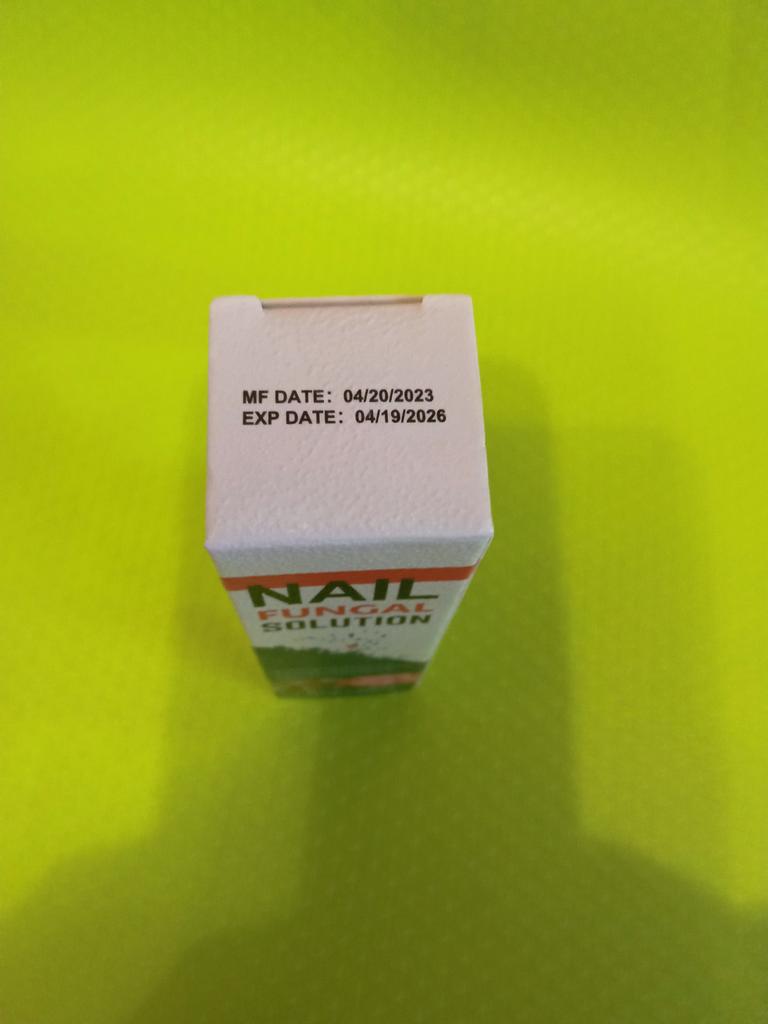 MF DATE: 04/20/2023
EXP DATE: 04/19/2026
NAIL
FUNGAL
SOLUTION